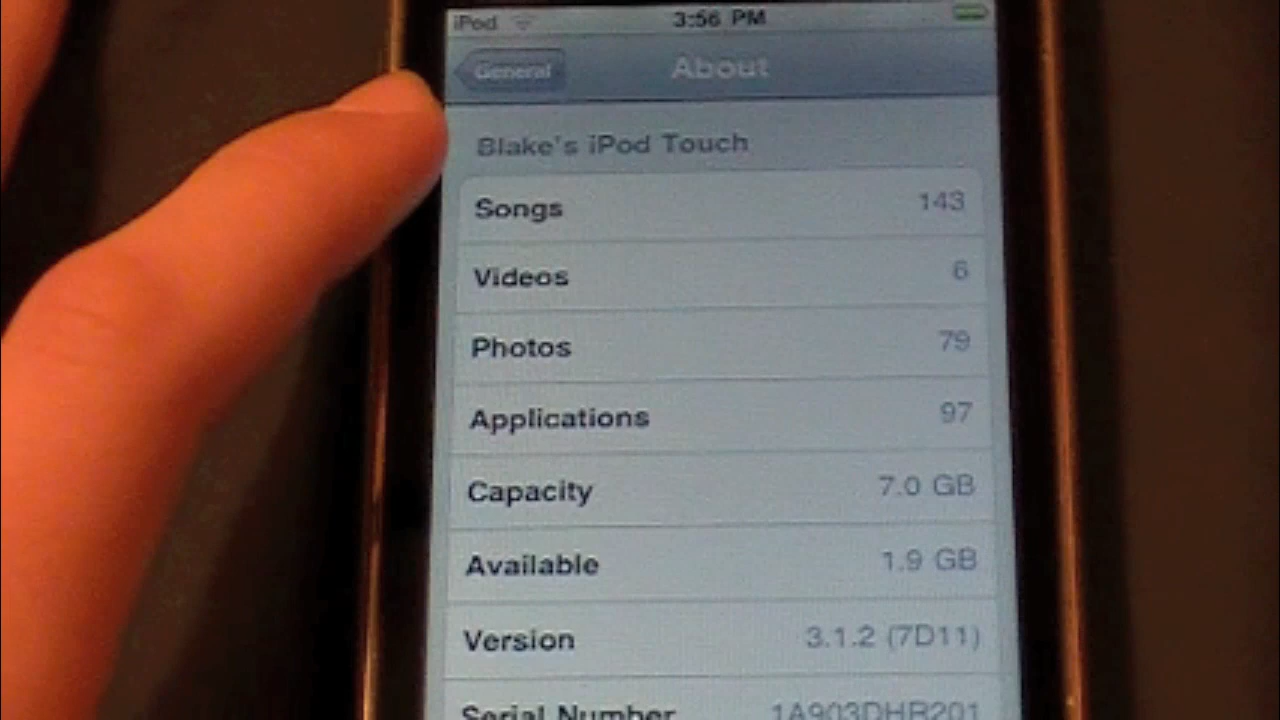 iPod 3:56 PM
General About
Blake's iPod Touch
Songs 143
Videos 6
Photos 79
Applications 97
Capacity 7.0 GB
Available 1.9 GB
Version 3.1.2 (7D11)
Serial Number 1A903DHR201